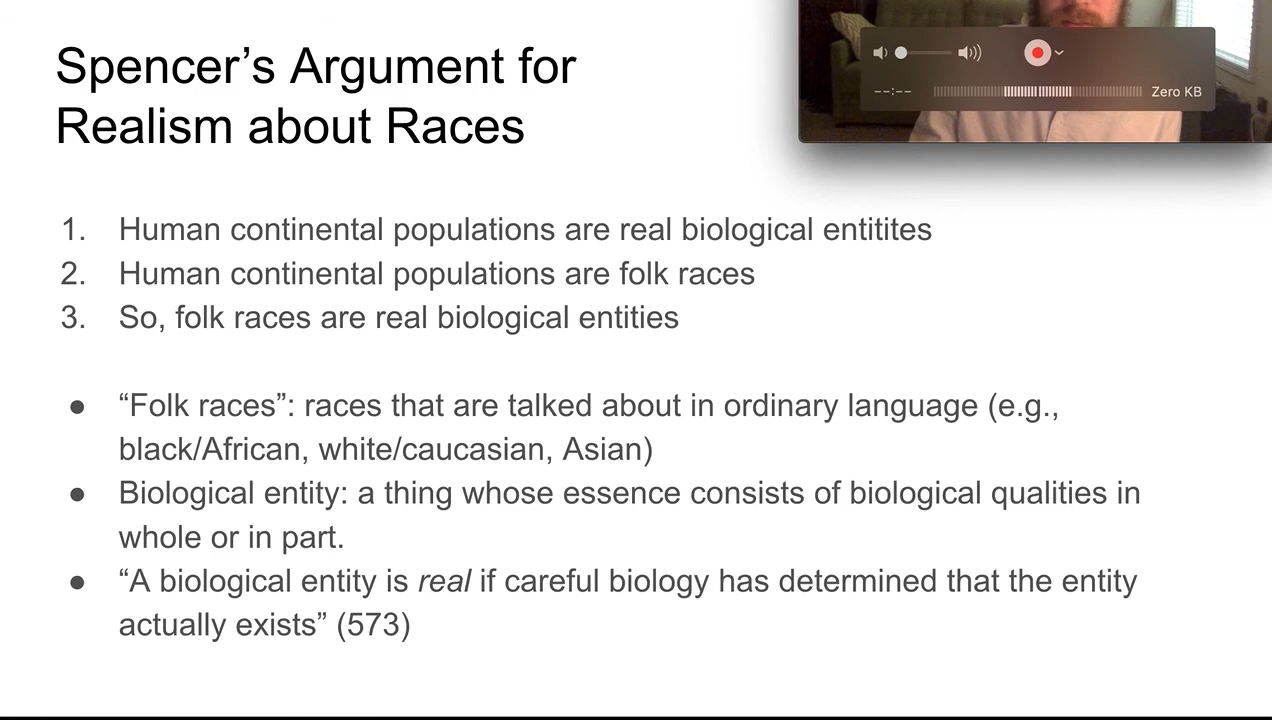 Spencer’s Argument for
Realism about Races
--:--
Zero KB
1. Human continental populations are real biological entitites
2. Human continental populations are folk races
3. So, folk races are real biological entities
● “Folk races”: races that are talked about in ordinary language (e.g.,
black/African, white/caucasian, Asian)
● Biological entity: a thing whose essence consists of biological qualities in
whole or in part.
● “A biological entity is real if careful biology has determined that the entity
actually exists” (573)